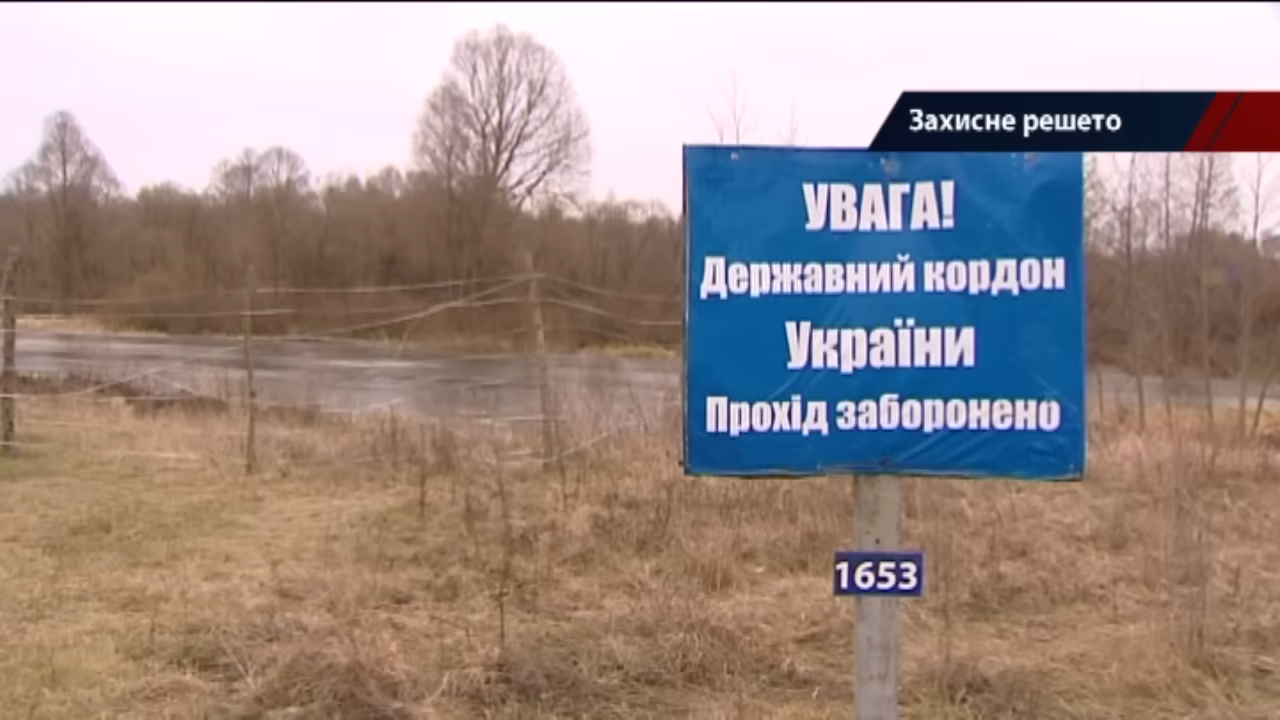 Захисне решето
УВАГА!
Державний кордон
України
Прохід заборонено
1653